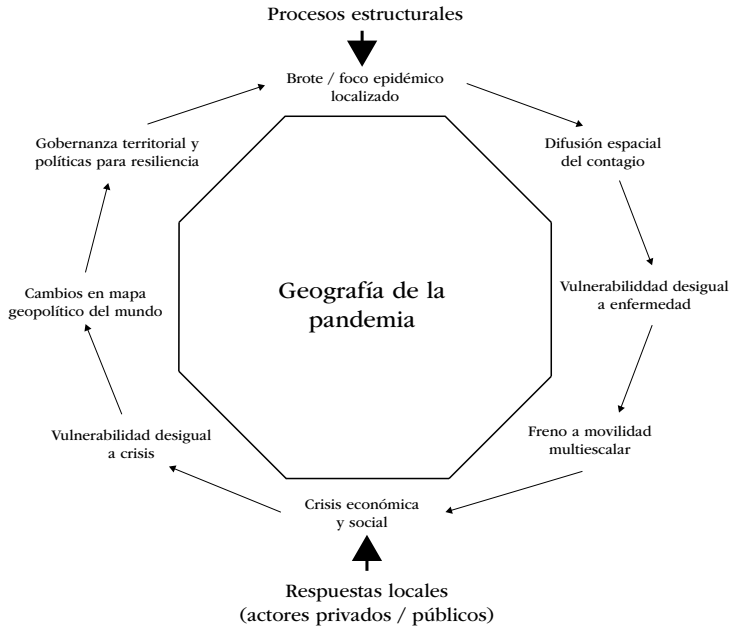 Procesos estructurales
Brote / foco epidémico
localizado
Difusión espacial
del contagio
Vulnerabiliddad desigual
a enfermedad
Freno a movilidad
multiescalar
Crisis económica
y social
Vulnerabilidad desigual
a crisis
Cambios en mapa
geopolítico del mundo
Gobernanza territorial y
políticas para resiliencia
Geografía de la
pandemia
Respuestas locales
(actores privados / públicos)